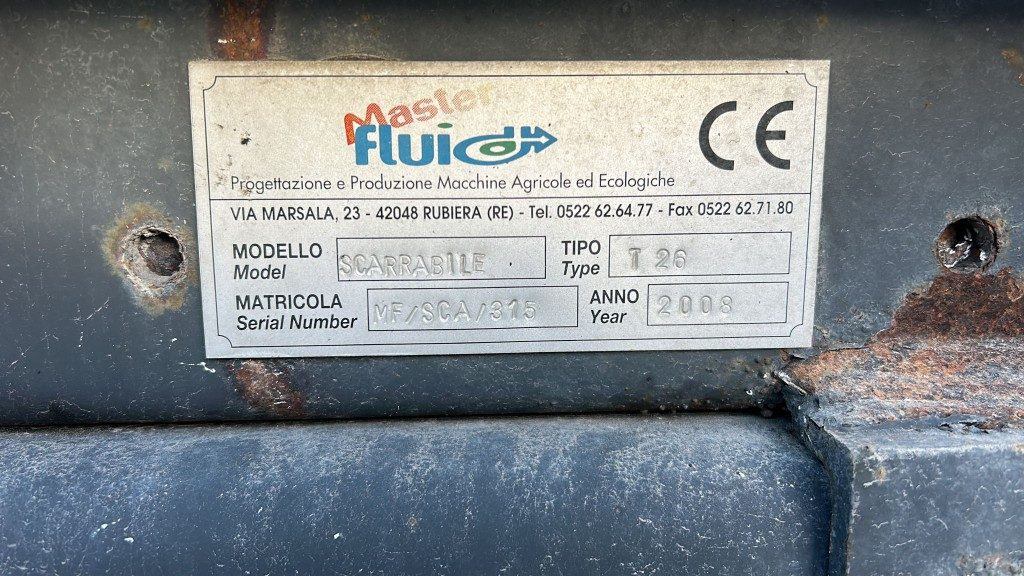 Master
fluid
CE
Progettazione e Produzione Macchine Agricole ed Ecologiche
VIA MARSALA, 23 - 42048 RUBIERA (RE) - Tel. 0522 62.64.77 - Fax 0522 62.71.80
MODELLO SCARRABILE TIPO T 26
Model Type
MATRICOLA MF/SCA/315 ANNO 2008
Serial Number Year